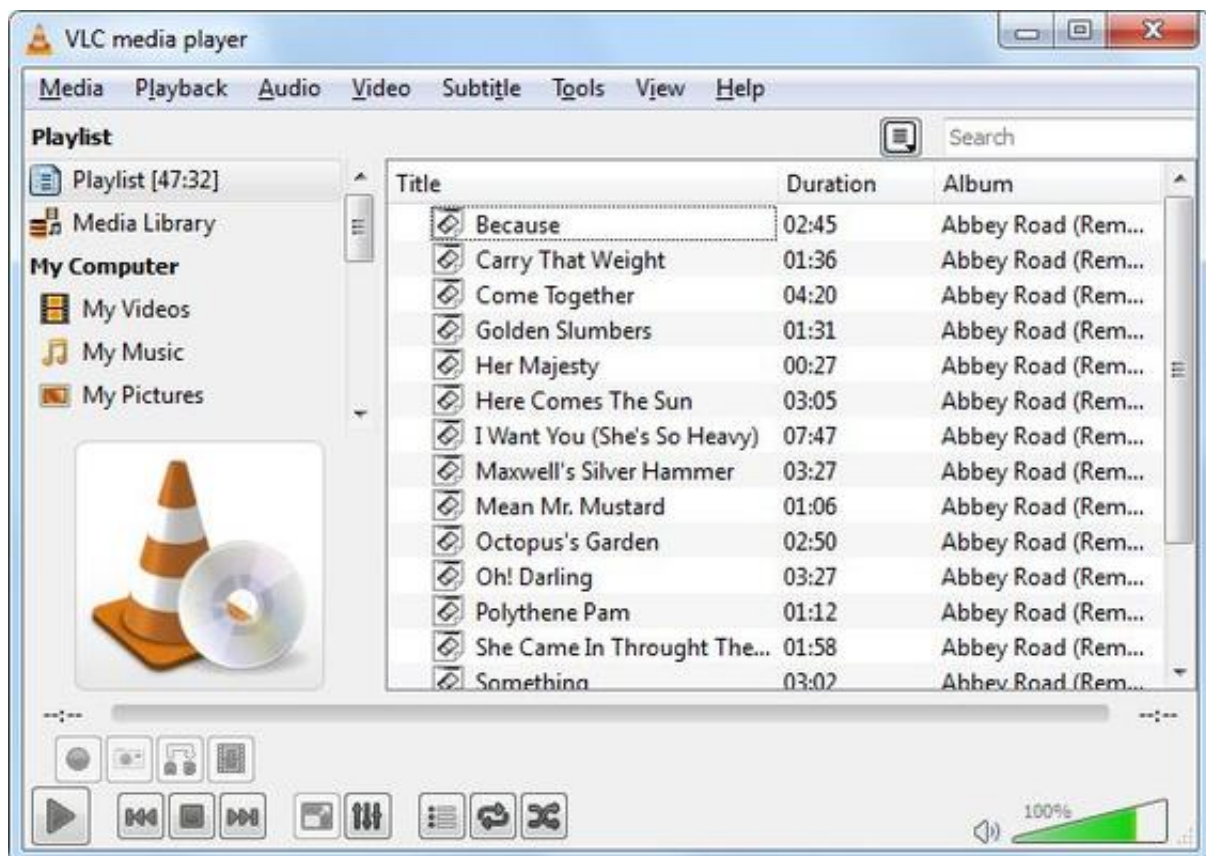 VLC media player
Media Playback Audio Video Subtitle Tools View Help
Playlist
Search
Playlist [47:32]
Media Library
My Computer
My Videos
My Music
My Pictures
Title Duration Album
Because 02:45 Abbey Road (Rem...
Carry That Weight 01:36 Abbey Road (Rem...
Come Together 04:20 Abbey Road (Rem...
Golden Slumbers 01:31 Abbey Road (Rem...
Her Majesty 00:27 Abbey Road (Rem...
Here Comes The Sun 03:05 Abbey Road (Rem...
I Want You (She's So Heavy) 07:47 Abbey Road (Rem...
Maxwell's Silver Hammer 03:27 Abbey Road (Rem...
Mean Mr. Mustard 01:06 Abbey Road (Rem...
Octopus's Garden 02:50 Abbey Road (Rem...
Oh! Darling 03:27 Abbey Road (Rem...
Polythene Pam 01:12 Abbey Road (Rem...
She Came In Throught The... 01:58 Abbey Road (Rem...
Something 03:02 Abbey Road (Rem...
--:-- --:--
100%